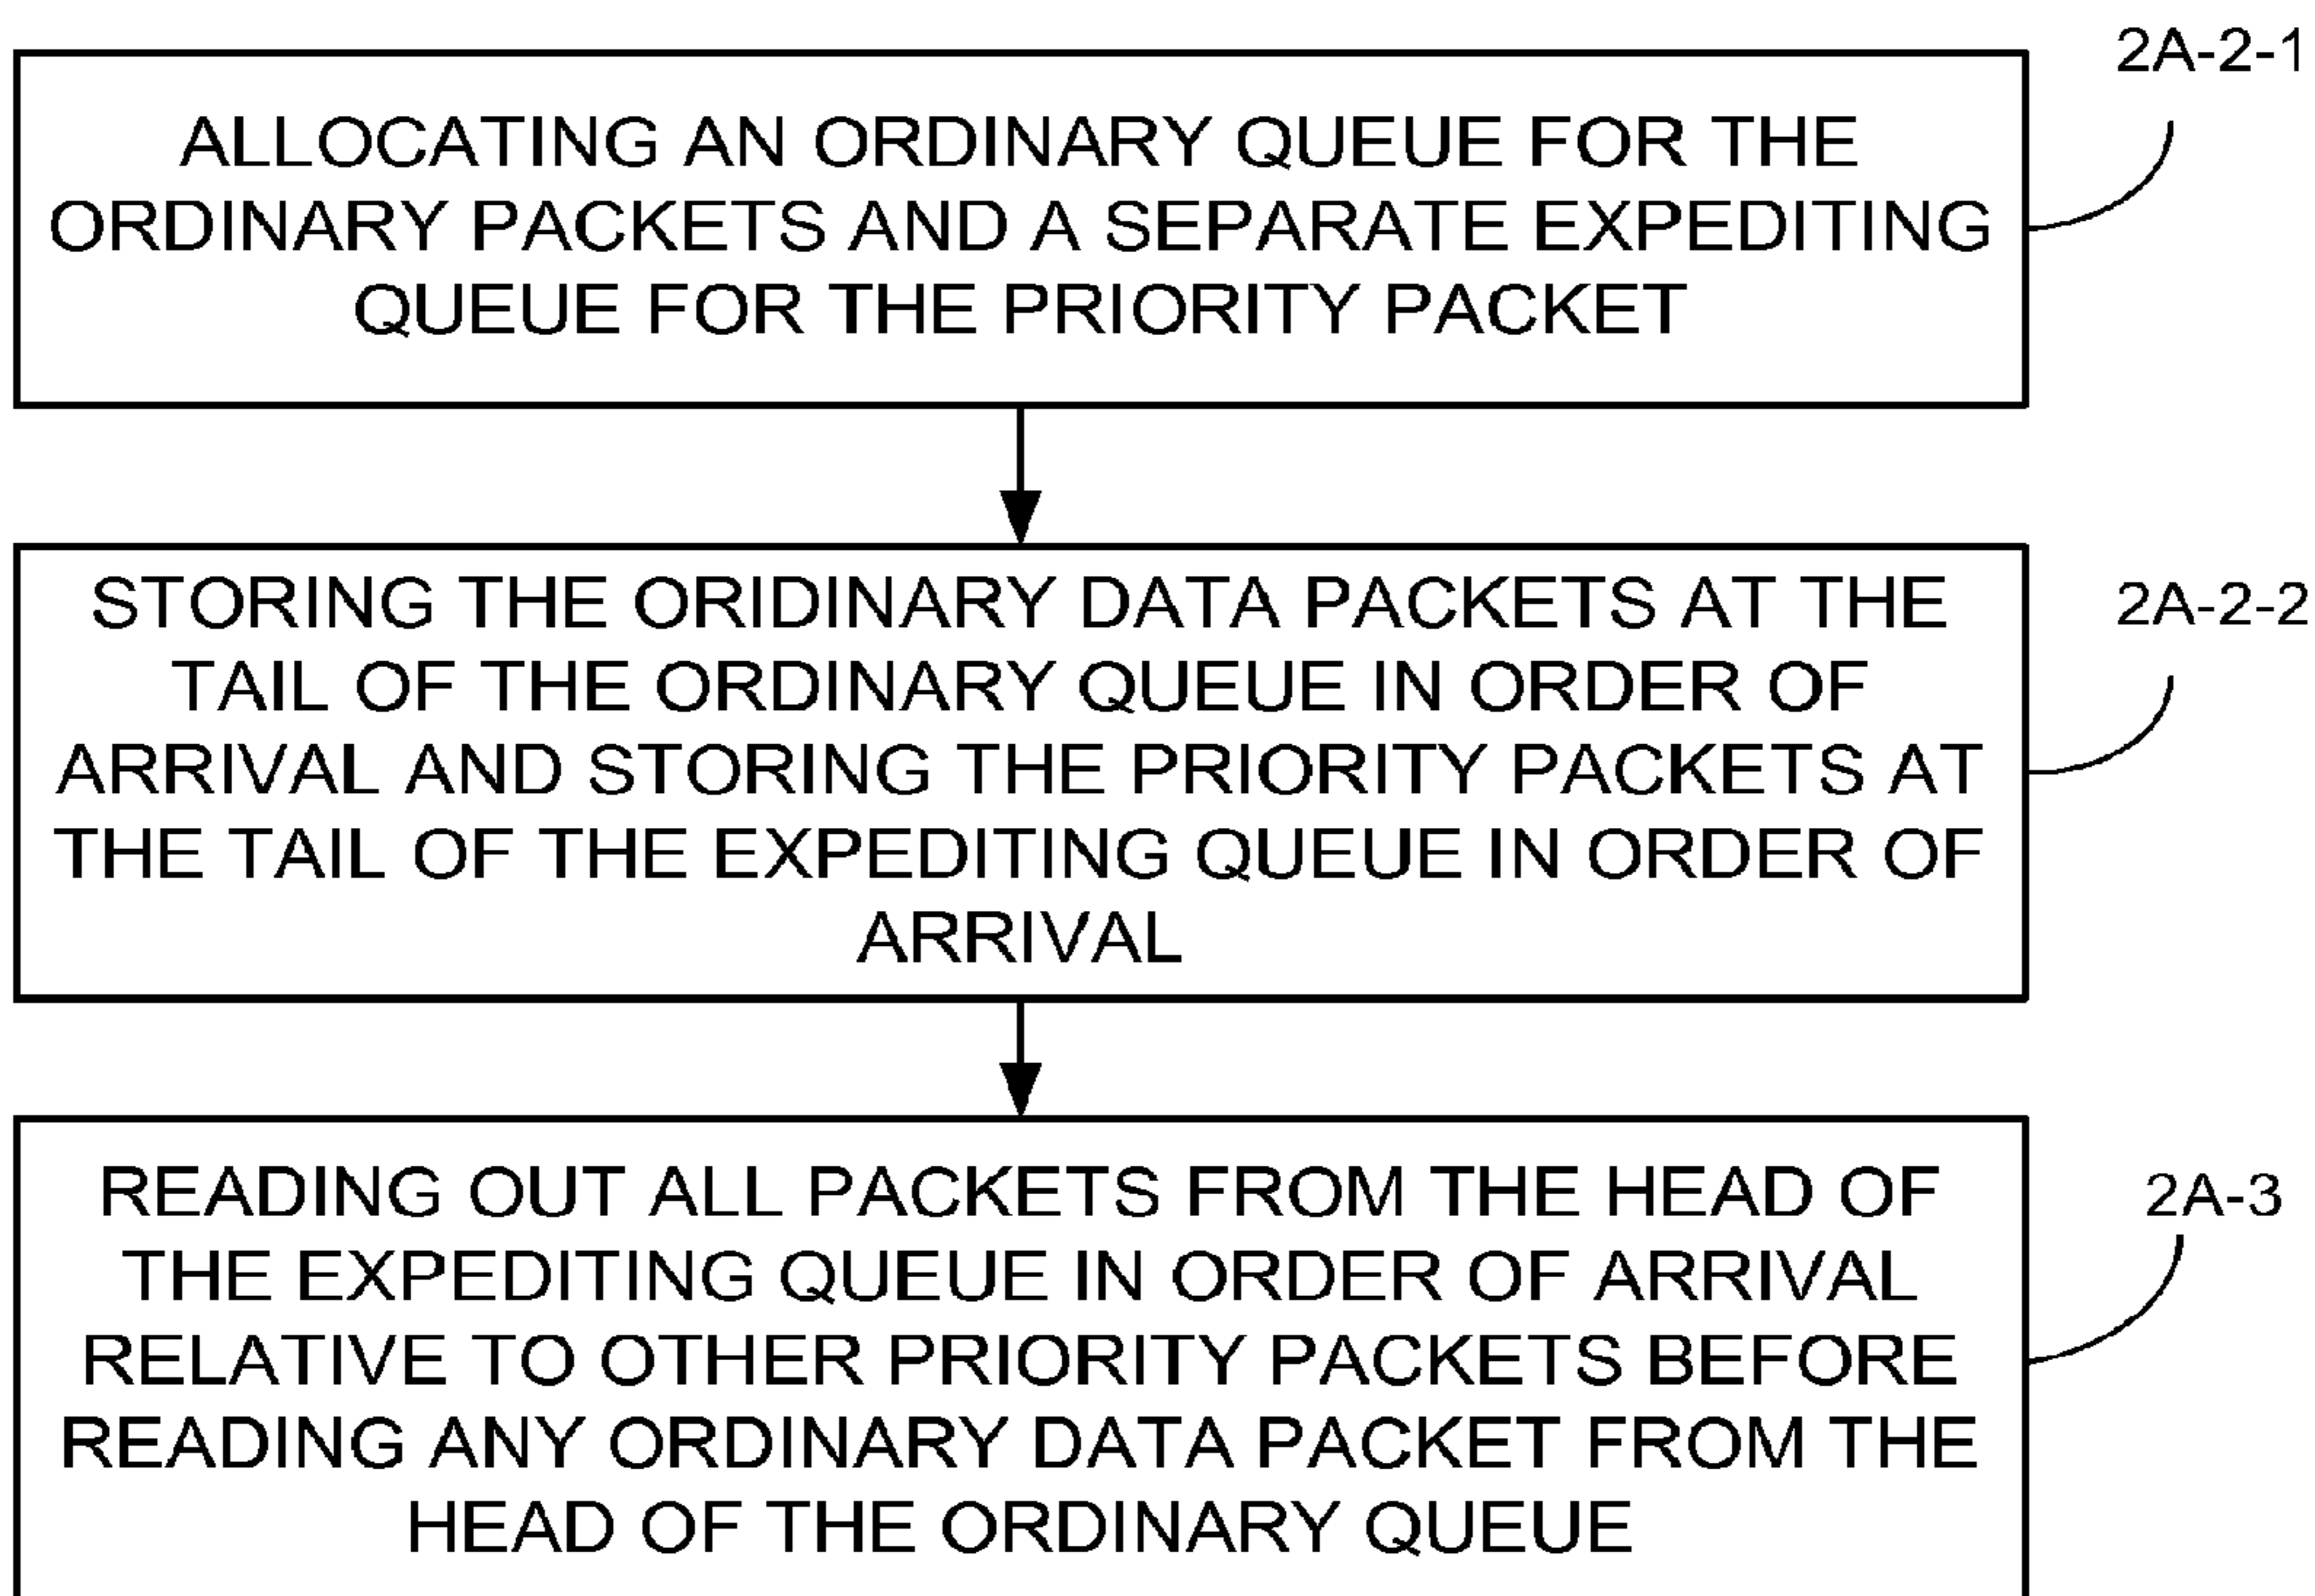 2A-2-1
ALLOCATING AN ORDINARY QUEUE FOR THE
ORDINARY PACKETS AND A SEPARATE EXPEDITING
QUEUE FOR THE PRIORITY PACKET
2A-2-2
STORING THE ORIDINARY DATA PACKETS AT THE
TAIL OF THE ORDINARY QUEUE IN ORDER OF
ARRIVAL AND STORING THE PRIORITY PACKETS AT
THE TAIL OF THE EXPEDITING QUEUE IN ORDER OF
ARRIVAL
2A-3
READING OUT ALL PACKETS FROM THE HEAD OF
THE EXPEDITING QUEUE IN ORDER OF ARRIVAL
RELATIVE TO OTHER PRIORITY PACKETS BEFORE
READING ANY ORDINARY DATA PACKET FROM THE
HEAD OF THE ORDINARY QUEUE